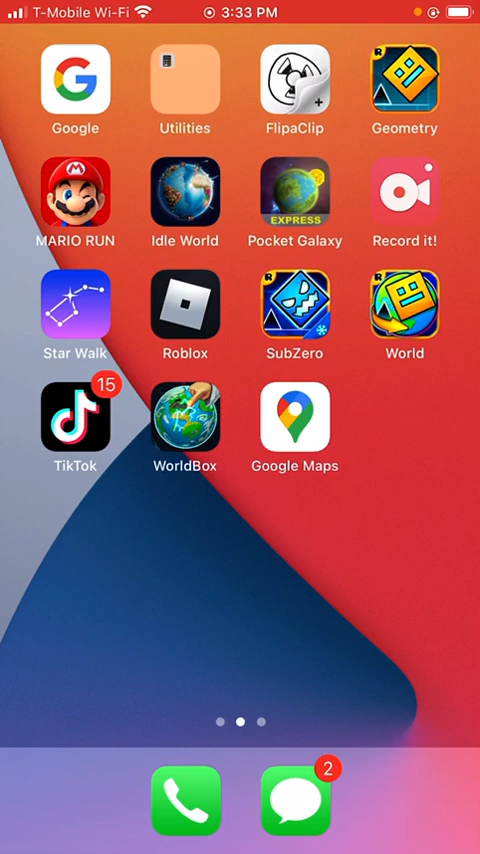 T-Mobile Wi-Fi 3:33 PM
Google Utilities FlipaClip Geometry
MARIO RUN Idle World Pocket Galaxy Record it!
EXPRESS
Star Walk Roblox SubZero World
15
TikTok WorldBox Google Maps
2